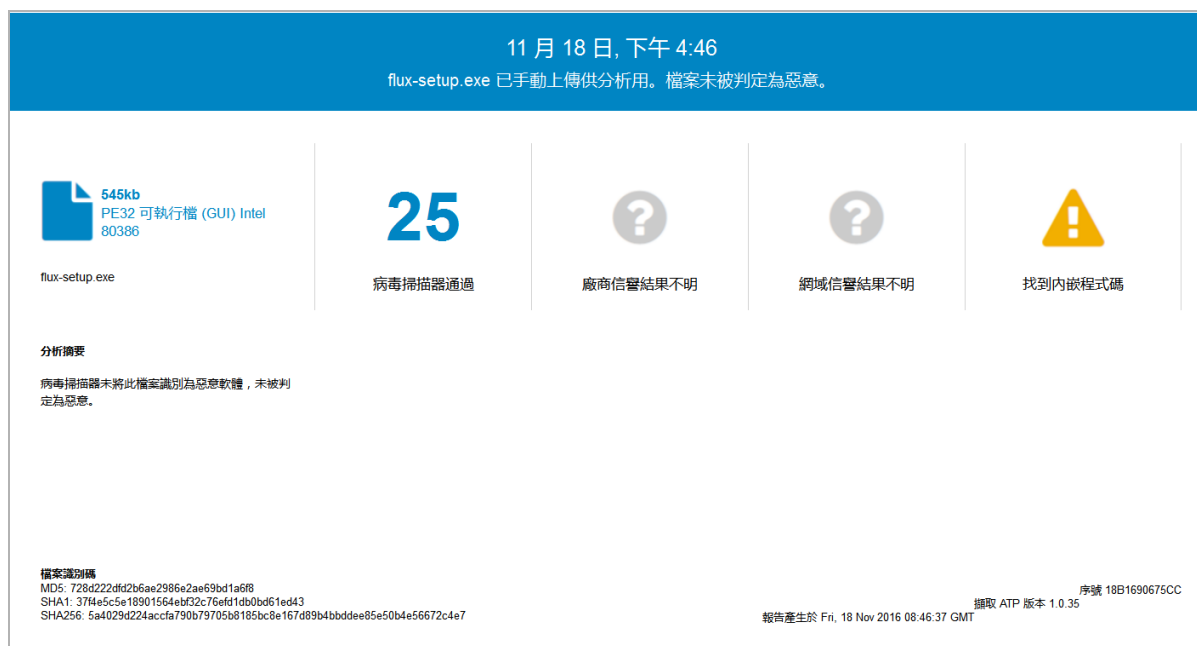 11 月 18 日, 下午 4:46
flux-setup.exe 已手動上傳供分析用。檔案未被判定為惡意。
545kb
PE32 可執行檔 (GUI) Intel
80386
flux-setup.exe
25
病毒掃描器通過
廠商信譽結果不明
網域信譽結果不明
找到內嵌程式碼
分析摘要
病毒掃描器未將此檔案識別為惡意軟體，未被判
定為惡意。
檔案識別碼
MD5: 728d222dfd2b6ae2986e2ae69bd1a6f8
SHA1: 37f4e5c5e18901564ebf32c76efd1db0bd61ed43
SHA256: 5a4029d224accfa790b79705b8185bc8e167d89b4bbddee85e50b4e56672c4e7
序號 18B1690675CC
擷取 ATP 版本 1.0.35
報告產生於 Fri, 18 Nov 2016 08:46:37 GMT